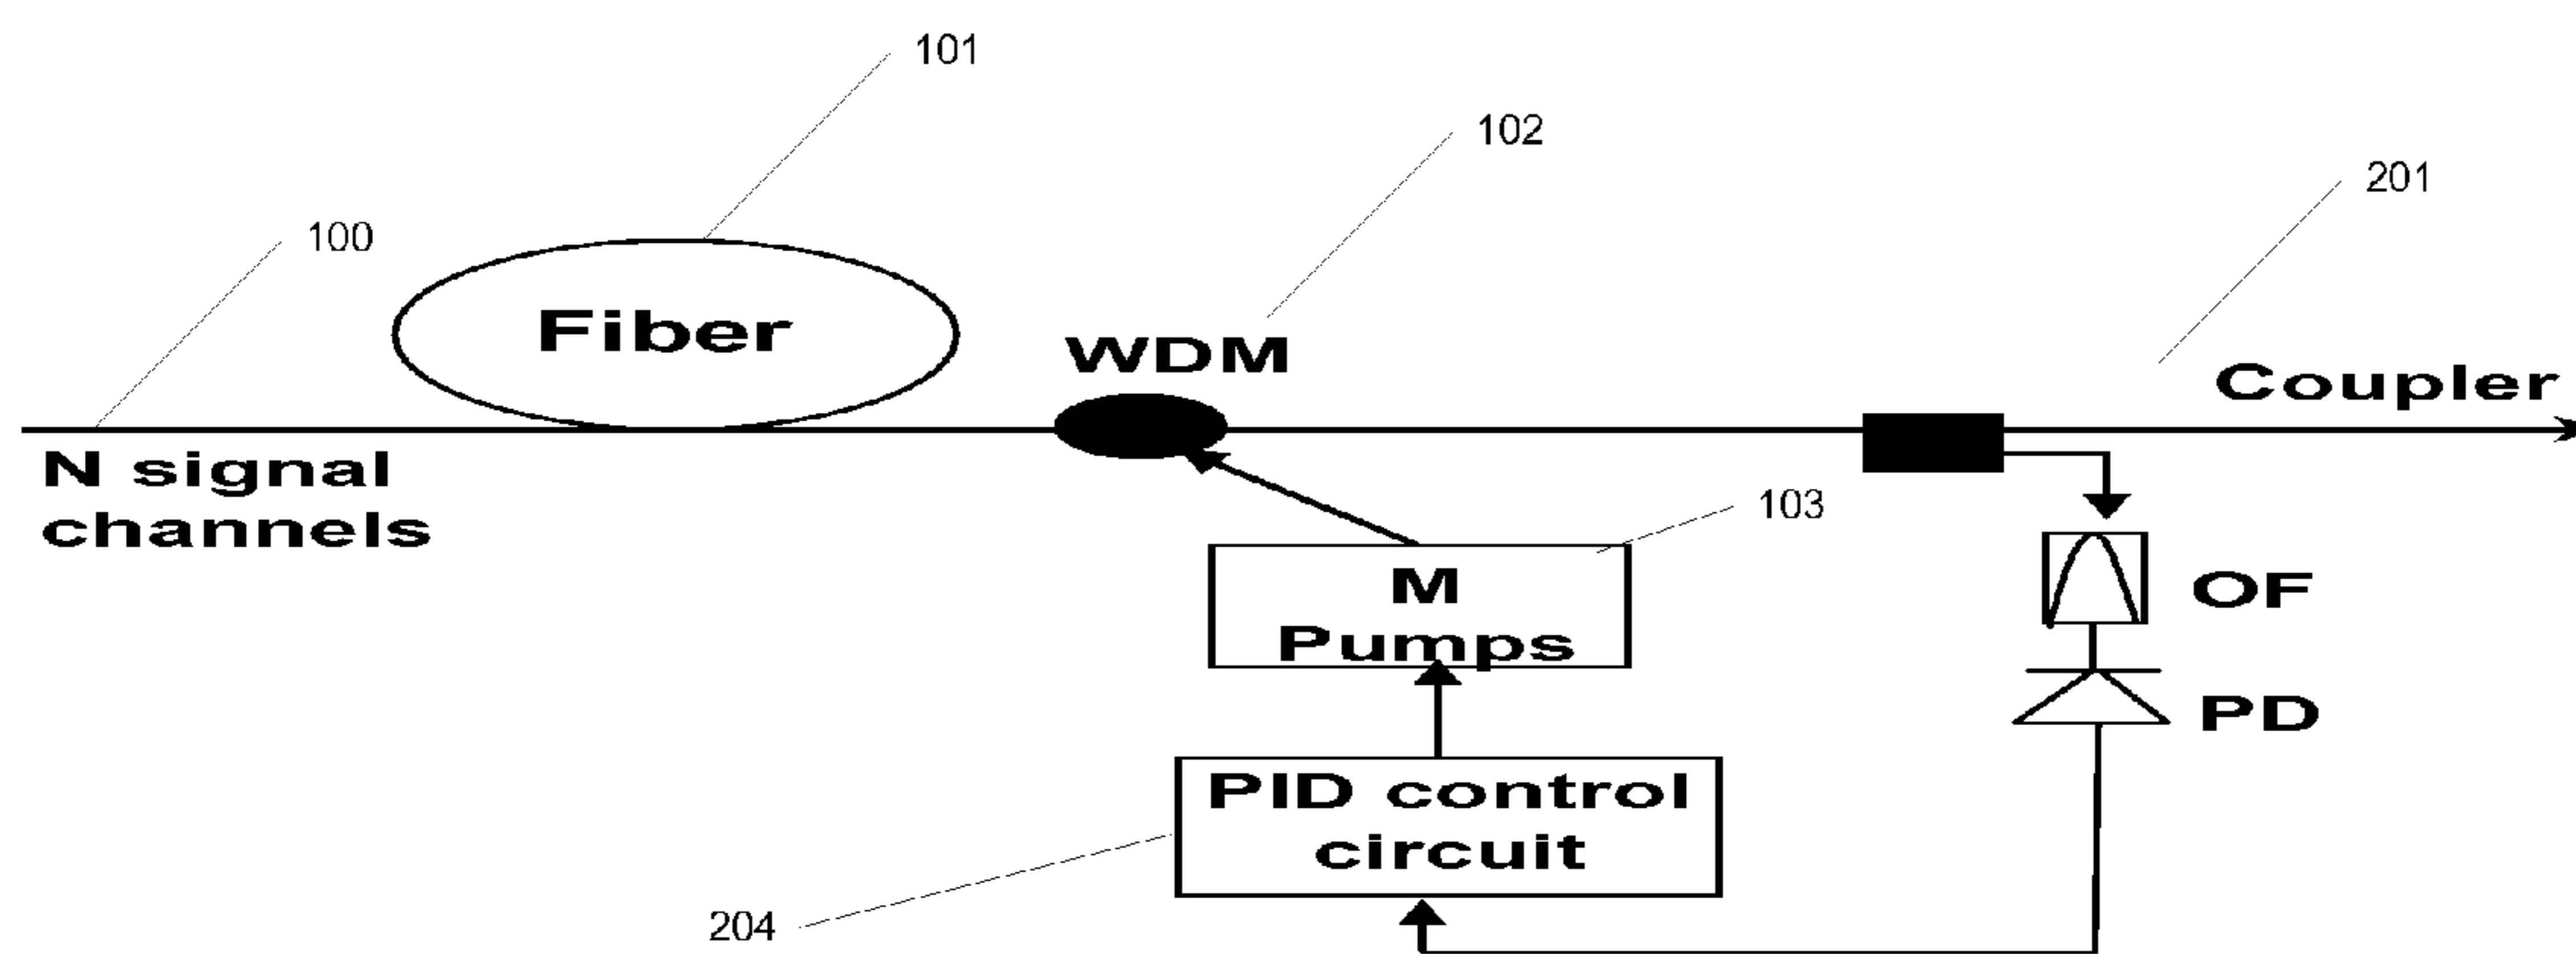 101
102
201
100
Fiber
WDM
Coupler
N signal
channels
103
M
Pumps
OF
PD
PID control
circuit
204